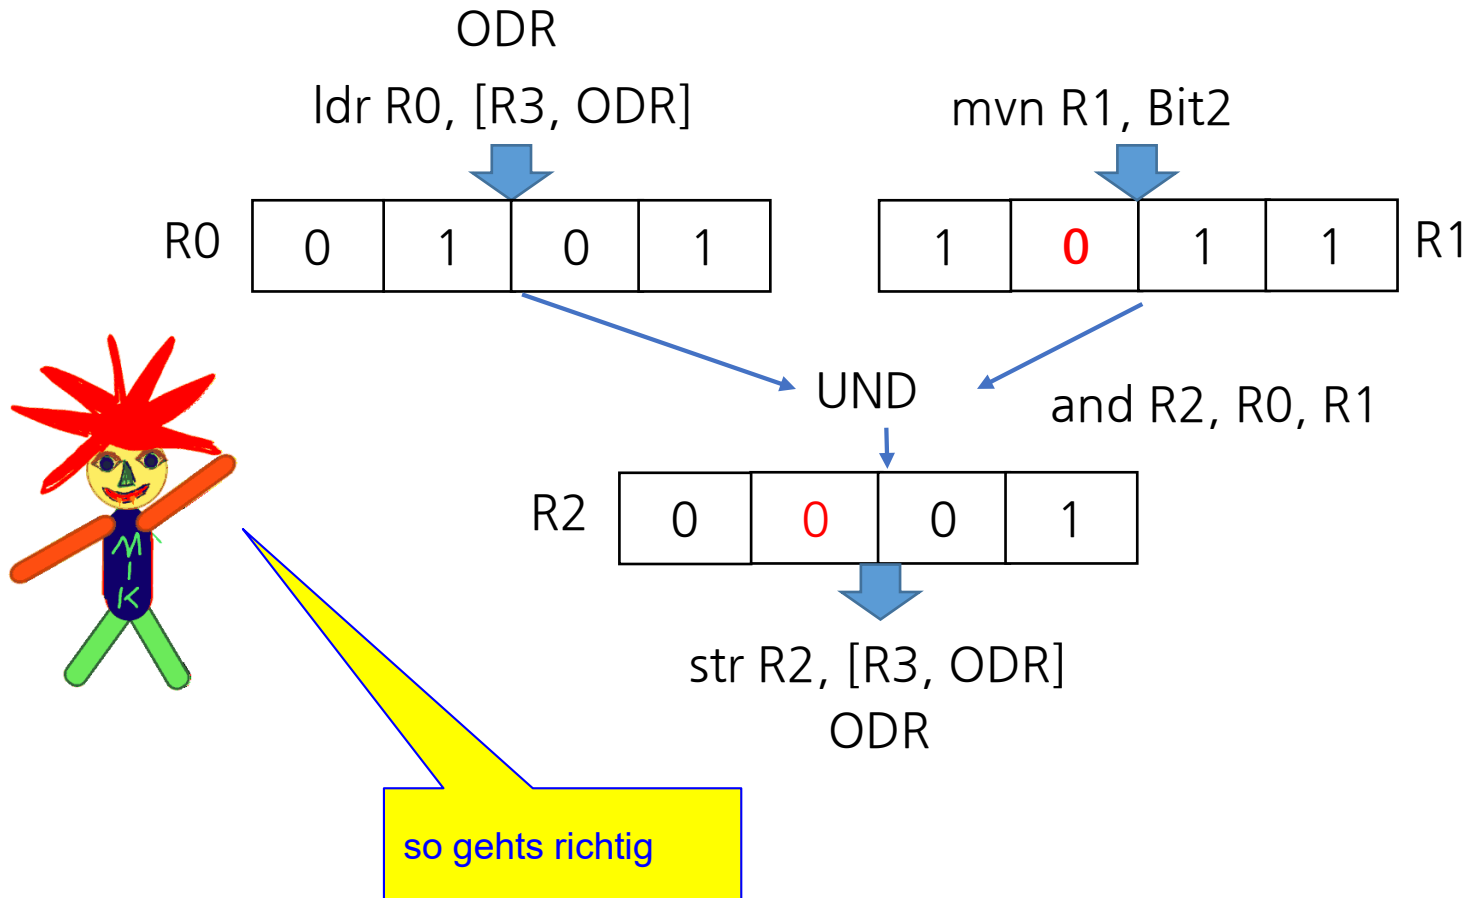 ODR
ldr R0, [R3, ODR]
mvn R1, Bit2
R0 0 1 0 1
1 0 1 1 R1
UND
and R2, R0, R1
R2 0 0 0 1
str R2, [R3, ODR]
ODR
M
I
K
so gehts richtig